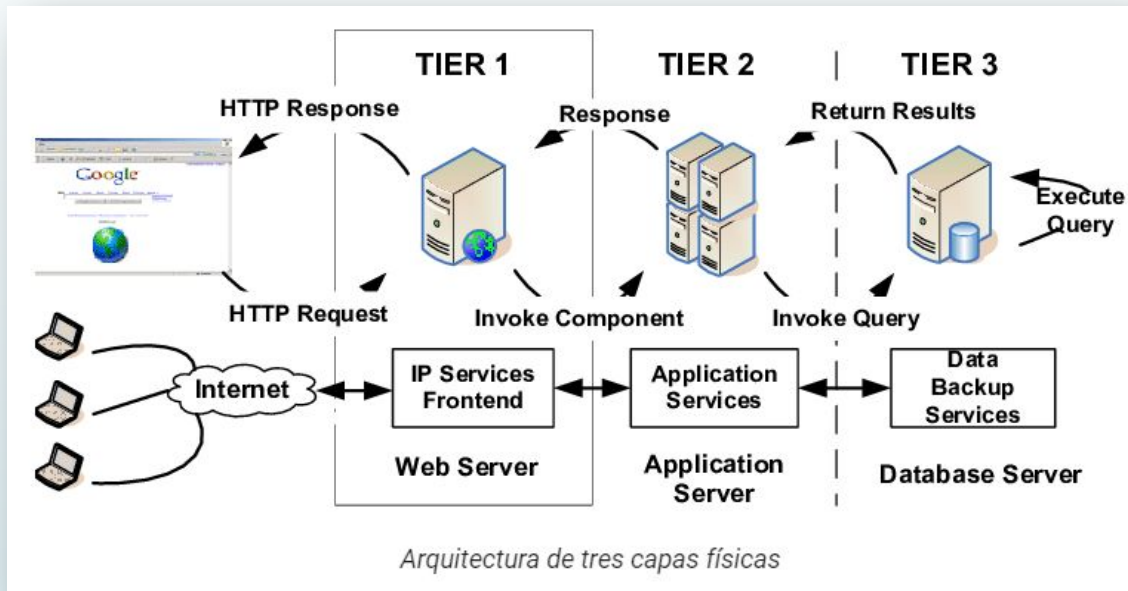 TIER 1
TIER 2
TIER 3
HTTP Response
Response
Return Results
Google
Execute
Query
HTTP Request
Invoke Component
Invoke Query
Internet
IP Services
Frontend
Application
Services
Data
Backup
Services
Web Server
Application
Server
Database Server
Arquitectura de tres capas físicas